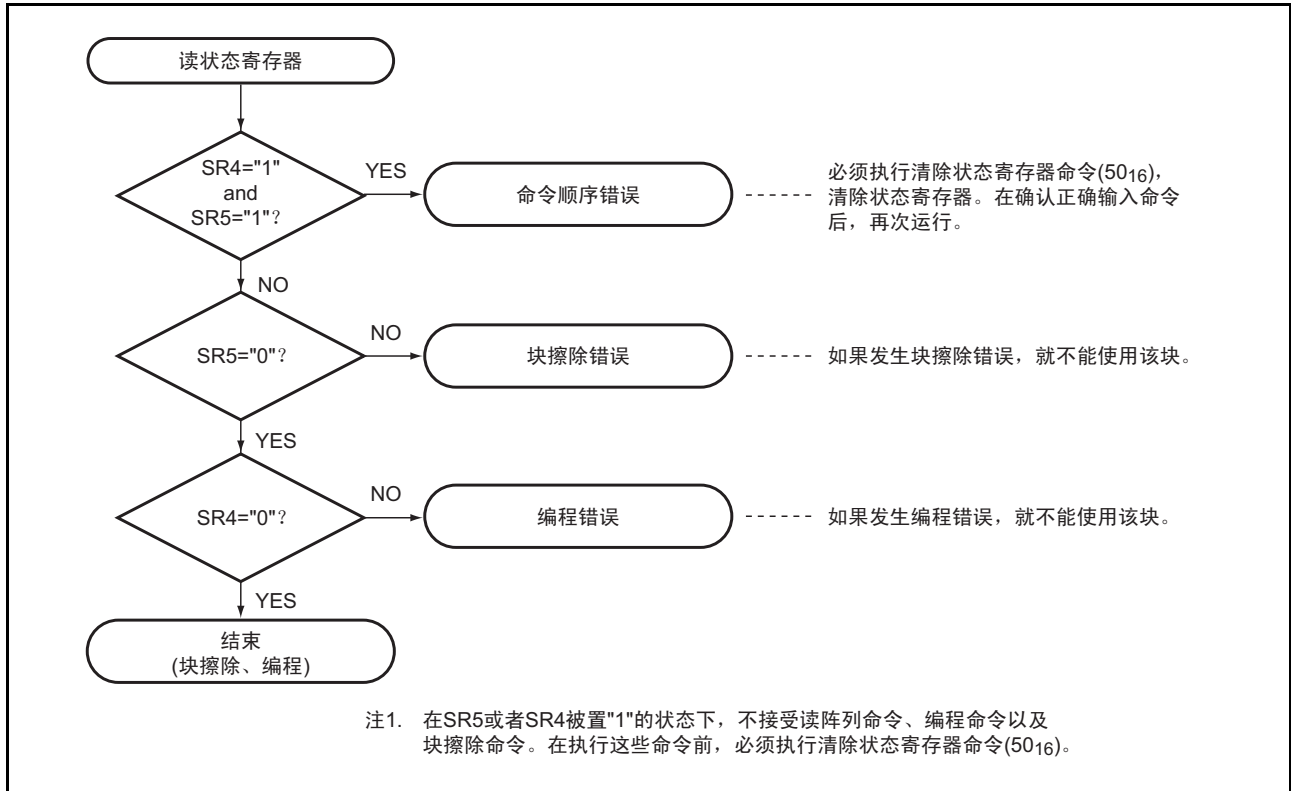 读状态寄存器
SR4="1"
and
SR5="1"?
YES
命令顺序错误
必须执行清除状态寄存器命令(50₁₆),
清除状态寄存器。在确认正确输入命令
后，再次运行。
NO
SR5="0"?
NO
块擦除错误
如果发生块擦除错误，就不能使用该块。
YES
SR4="0"?
NO
编程错误
如果发生编程错误，就不能使用该块。
YES
结束
(块擦除、编程)
注1. 在SR5或者SR4被置"1"的状态下，不接受读阵列命令、编程命令以及
块擦除命令。在执行这些命令前，必须执行清除状态寄存器命令(50₁₆)。